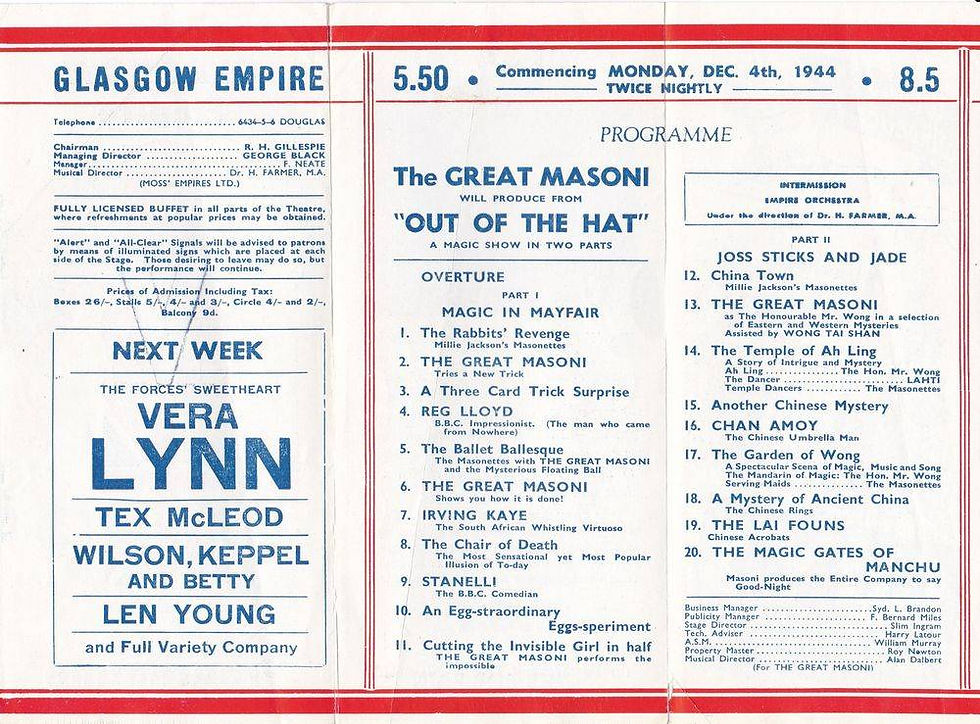 GLASGOW EMPIRE
Telephone .................................. 6434-5-6 DOUGLAS
Chairman ................................ R. H. GILLESPIE
Managing Director .................. GEORGE BLACK
Manager........................................ F. NEATE
Musical Director ............... Dr. H. FARMER, M.A.
(MOSS' EMPIRES LTD.)
FULLY LICENSED BUFFET in all parts of the Theatre,
where refreshments at popular prices may be obtained.
"Alert" and "All-Clear" Signals will be advised to patrons
by means of illuminated signs which are placed at each
side of the Stage. Those desiring to leave may do so, but
the performance will continue.
Prices of Admission Including Tax:
Boxes 26/-, Stalls 5/-, 4/- and 3/-, Circle 4/- and 2/-,
Balcony 9d.
NEXT WEEK
THE FORCES' SWEETHEART
VERA
LYNN
TEX McLEOD
WILSON, KEPPEL
AND BETTY
LEN YOUNG
and Full Variety Company
5.50 • Commencing MONDAY, DEC. 4th, 1944 • 8.5
TWICE NIGHTLY
PROGRAMME
The GREAT MASONI
WILL PRODUCE FROM
"OUT OF THE HAT"
A MAGIC SHOW IN TWO PARTS
OVERTURE
PART I
MAGIC IN MAYFAIR
1. The Rabbits' Revenge
Millie Jackson's Masonettes
2. THE GREAT MASONI
Tries a New Trick
3. A Three Card Trick Surprise
4. REG LLOYD
B.B.C. Impressionist. (The man who came
from Nowhere)
5. The Ballet Ballesque
The Masonettes with THE GREAT MASONI
and the Mysterious Floating Ball
6. THE GREAT MASONI
Shows you how it is done!
7. IRVING KAYE
The South African Whistling Virtuoso
8. The Chair of Death
The Most Sensational yet Most Popular
Illusion of To-day
9. STANELLI
The B.B.C. Comedian
10. An Egg-straordinary
Eggs-speriment
11. Cutting the Invisible Girl in half
THE GREAT MASONI performs the
impossible
INTERMISSION
EMPIRE ORCHESTRA
Under the direction of Dr. H. FARMER, M.A.
PART II
JOSS STICKS AND JADE
12. China Town
Millie Jackson's Masonettes
13. THE GREAT MASONI
as The Honourable Mr. Wong in a selection
of Eastern and Western Mysteries
Assisted by WONG TAI SHAN
14. The Temple of Ah Ling
A Story of Intrigue and Mystery
Ah Ling ............... The Hon. Mr. Wong
The Dancer ........................... LAHTI
Temple Dancers ............. The Masonettes
15. Another Chinese Mystery
16. CHAN AMOY
The Chinese Umbrella Man
17. The Garden of Wong
A Spectacular Scena of Magic, Music and Song
The Mandarin of Magic: The Hon. Mr. Wong
Serving Maids ............... The Masonettes
18. A Mystery of Ancient China
The Chinese Rings
19. THE LAI FOUNS
Chinese Acrobats
20. THE MAGIC GATES OF
MANCHU
Masoni produces the Entire Company to say
Good-Night
Business Manager ........................Syd. L. Brandon
Publicity Manager ........................ F. Bernard Miles
Stage Director ............................... Slim Ingram
Tech. Adviser ............................... Harry Latour
A.S.M. ................................... William Murray
Property Master ............................ Roy Newton
Musical Director ............................ Alan Dalbert
(For THE GREAT MASONI)